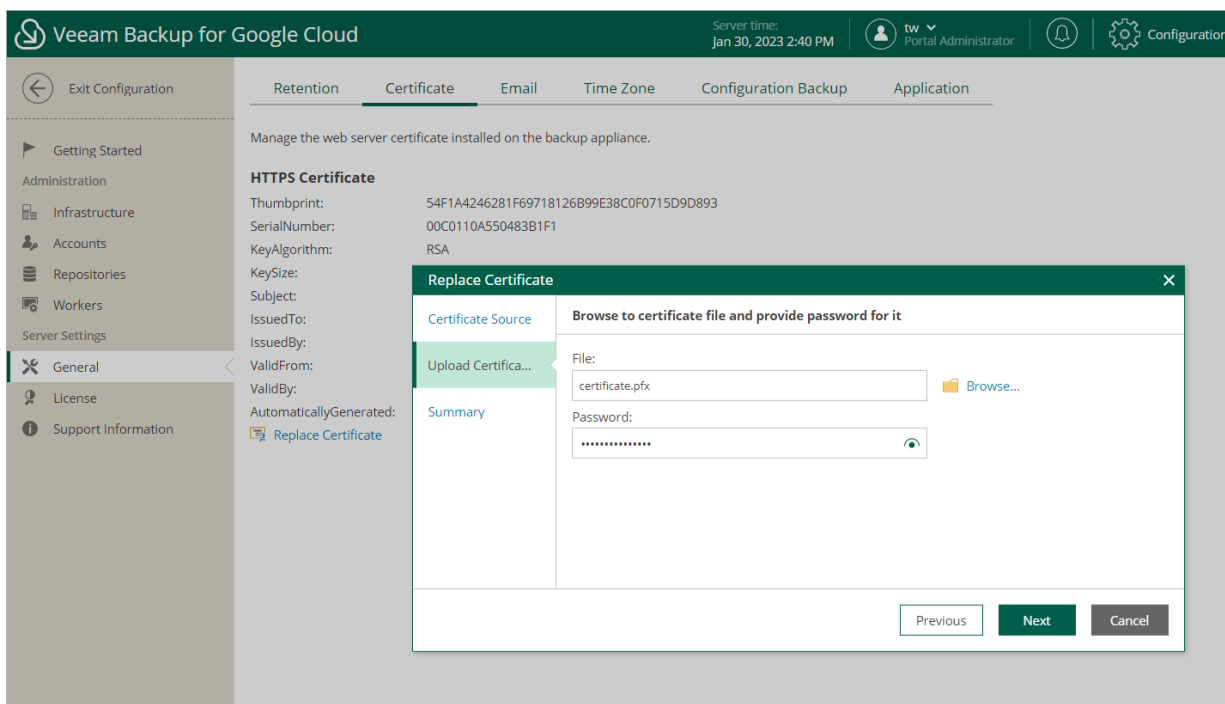 Veeam Backup for Google Cloud
Server time:
Jan 30, 2023 2:40 PM
tw
Portal Administrator
Configuration
Exit Configuration
Retention Certificate Email Time Zone Configuration Backup Application
Getting Started
Administration
Infrastructure
Accounts
Repositories
Workers
Server Settings
General
License
Support Information
Manage the web server certificate installed on the backup appliance.
HTTPS Certificate
Thumbprint: 54F1A4246281F69718126B99E38C0F0715D9D893
SerialNumber: 00C0110A550483B1F1
KeyAlgorithm: RSA
KeySize:
Subject:
IssuedTo:
IssuedBy:
ValidFrom:
ValidBy:
AutomaticallyGenerated:
Replace Certificate
Replace Certificate
Certificate Source
Upload Certifica...
Summary
Browse to certificate file and provide password for it
File:
certificate.pfx
Browse...
Password:
•••••••••••••••
Previous Next Cancel